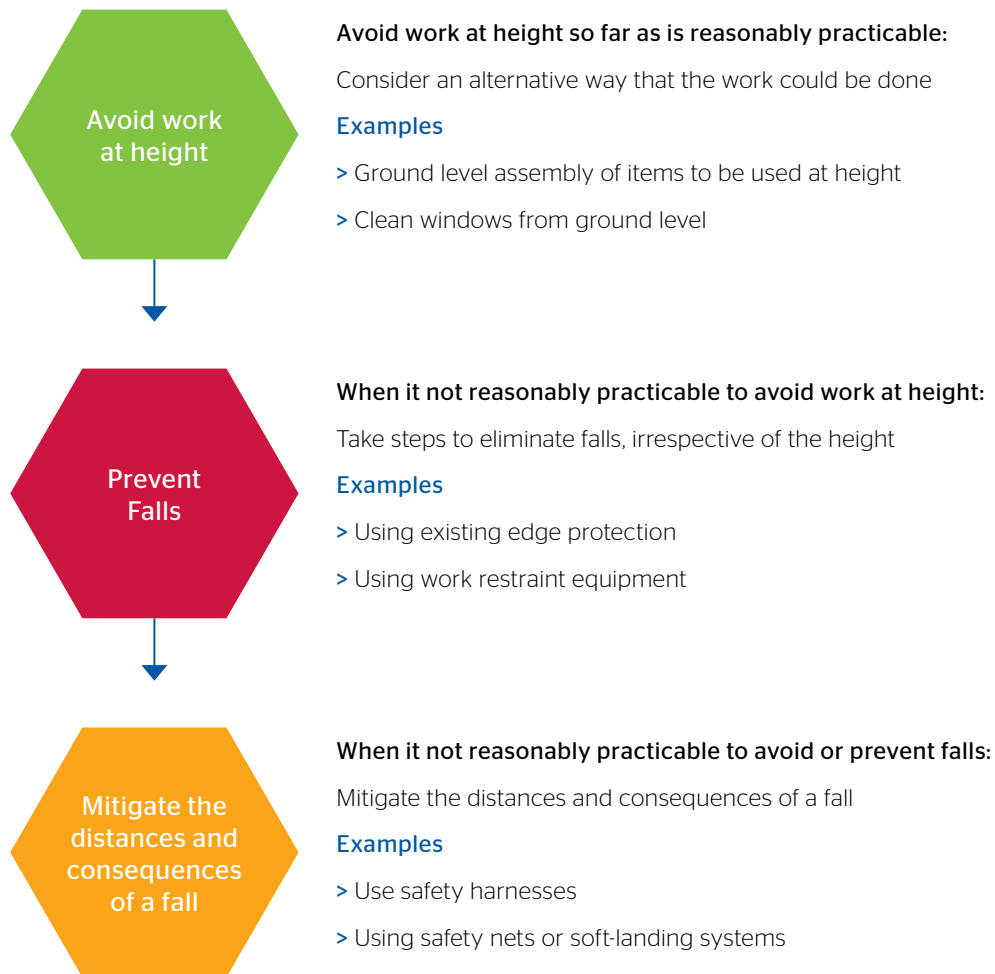 Avoid work
at height
Avoid work at height so far as is reasonably practicable:
Consider an alternative way that the work could be done
Examples
> Ground level assembly of items to be used at height
> Clean windows from ground level
Prevent
Falls
When it not reasonably practicable to avoid work at height:
Take steps to eliminate falls, irrespective of the height
Examples
> Using existing edge protection
> Using work restraint equipment
Mitigate the
distances and
consequences
of a fall
When it not reasonably practicable to avoid or prevent falls:
Mitigate the distances and consequences of a fall
Examples
> Use safety harnesses
> Using safety nets or soft-landing systems